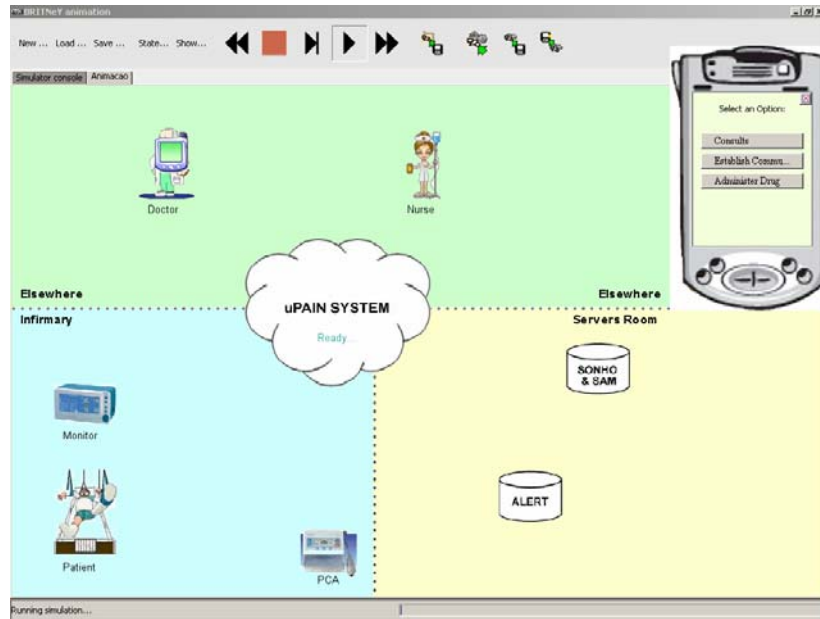 BRITNeY animation
New ... Load ... Save ... State... Show...
Simulator console Animacao
Select an Option:
Consults
Establish Commu...
Administer Drug
Doctor
Nurse
Elsewhere
Elsewhere
uPAIN SYSTEM
Ready...
Infirmary
Servers Room
SONHO
& SAM
Monitor
ALERT
Patient
PCA
Running simulation...